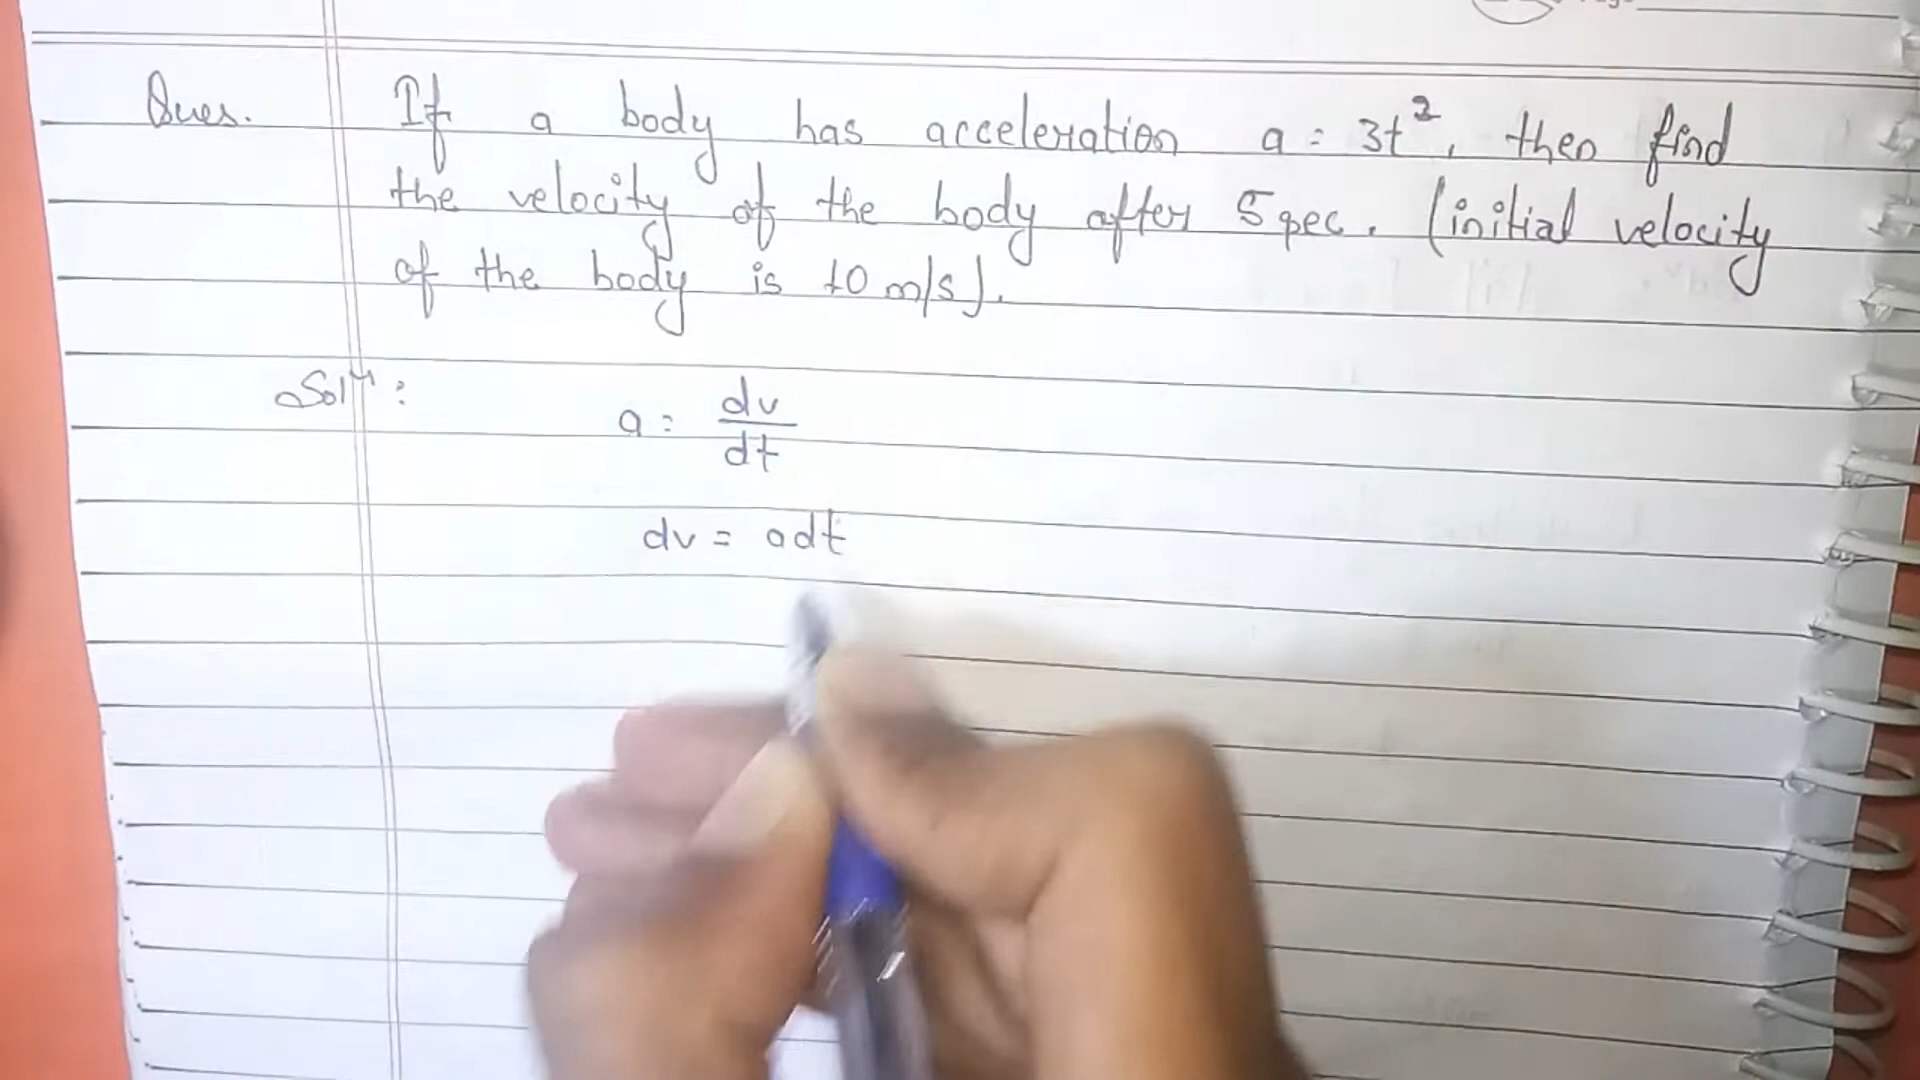 Ques. If a body has acceleration a = 3t², then find
the velocity of the body after 5 sec. (initial velocity
of the body is 10 m/s).
Solⁿ : a = dv/dt
dv = adt